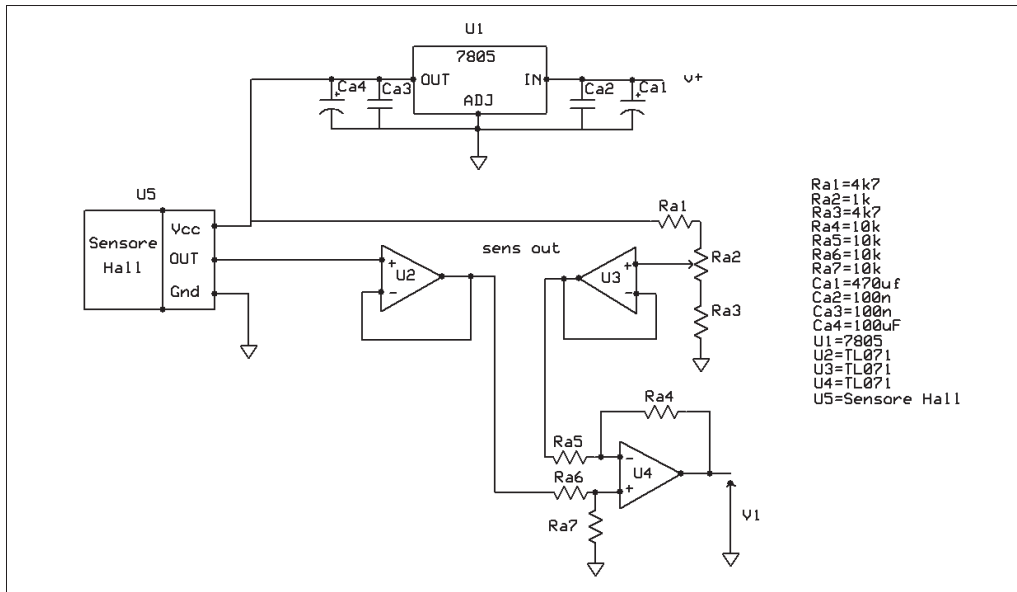 U1
7805
OUT
IN
ADJ
Ca4
+
Ca3
Ca2
+
Ca1
v+
U5
Sensore
Hall
Vcc
OUT
Gnd
+
-
U2
sens out
U3
+
-
Ra1
Ra2
Ra3
Ra4
Ra5
Ra6
Ra7
-
+
U4
V1
Ra1=4k7
Ra2=1k
Ra3=4k7
Ra4=10k
Ra5=10k
Ra6=10k
Ra7=10k
Ca1=470uf
Ca2=100n
Ca3=100n
Ca4=100uF
U1=7805
U2=TL071
U3=TL071
U4=TL071
U5=Sensore Hall